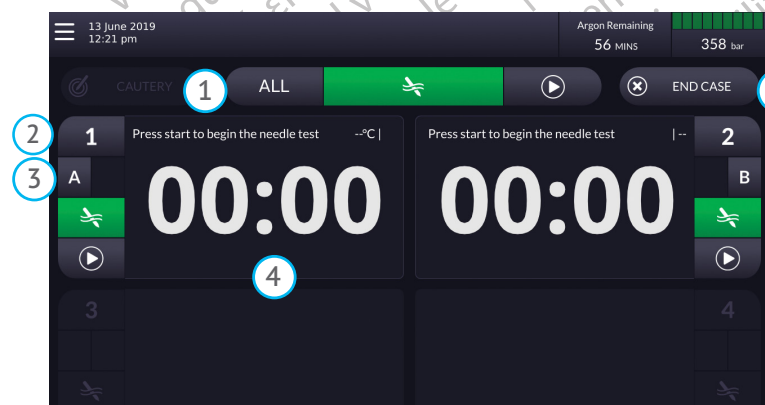 13 June 2019
12:21 pm
Argon Remaining
56 MINS
358 bar
CAUTERY
1
ALL
END CASE
2
1
Press start to begin the needle test
--°C |
Press start to begin the needle test
| --
2
3
A
00:00
00:00
B
4
3
4